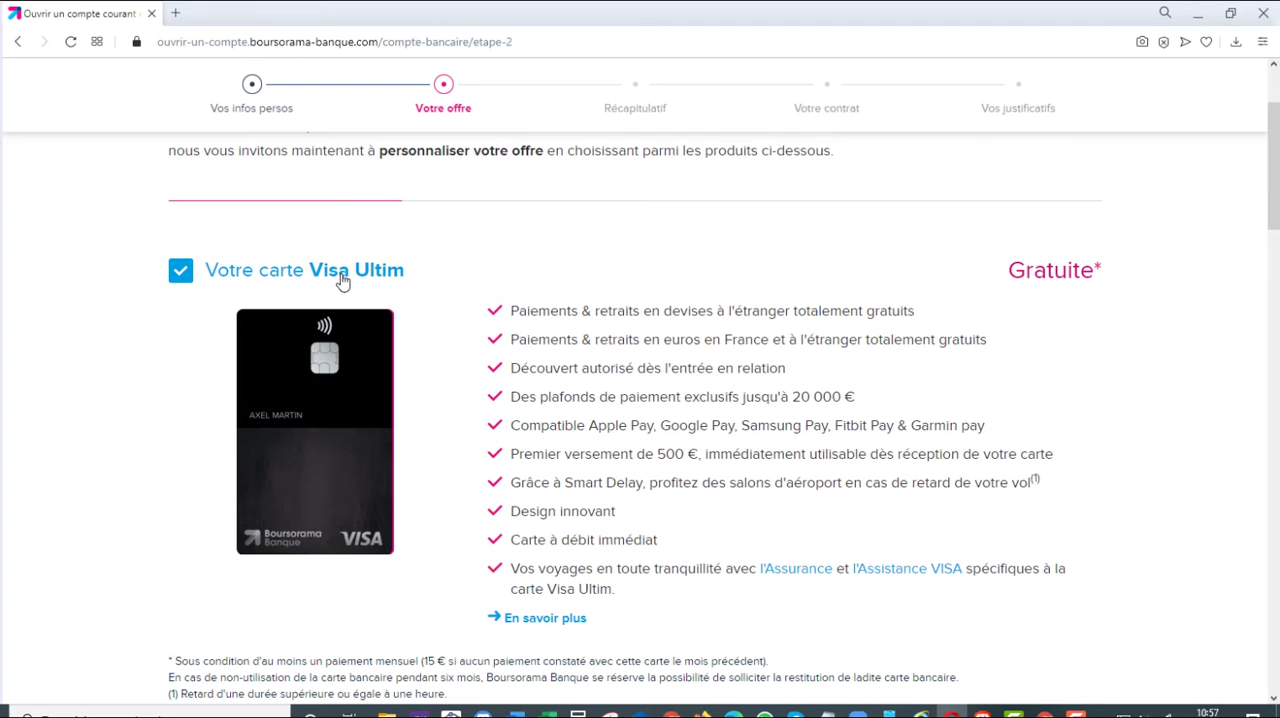 Ouvrir un compte courant
ouvrir-un-compte.boursorama-banque.com/compte-bancaire/etape-2
Vos infos persos
Votre offre
Récapitulatif
Votre contrat
Vos justificatifs
nous vous invitons maintenant à personnaliser votre offre en choisissant parmi les produits ci-dessous.
Votre carte Visa Ultim
Gratuite*
AXEL MARTIN
Boursorama
Banque
VISA
Paiements & retraits en devises à l'étranger totalement gratuits
Paiements & retraits en euros en France et à l'étranger totalement gratuits
Découvert autorisé dès l'entrée en relation
Des plafonds de paiement exclusifs jusqu'à 20 000 €
Compatible Apple Pay, Google Pay, Samsung Pay, Fitbit Pay & Garmin pay
Premier versement de 500 €, immédiatement utilisable dès réception de votre carte
Grâce à Smart Delay, profitez des salons d'aéroport en cas de retard de votre vol(1)
Design innovant
Carte à débit immédiat
Vos voyages en toute tranquillité avec l'Assurance et l'Assistance VISA spécifiques à la
carte Visa Ultim.
En savoir plus
* Sous condition d'au moins un paiement mensuel (15 € si aucun paiement constaté avec cette carte le mois précédent).
En cas de non-utilisation de la carte bancaire pendant six mois, Boursorama Banque se réserve la possibilité de solliciter la restitution de ladite carte bancaire.
(1) Retard d'une durée supérieure ou égale à une heure.
10:57